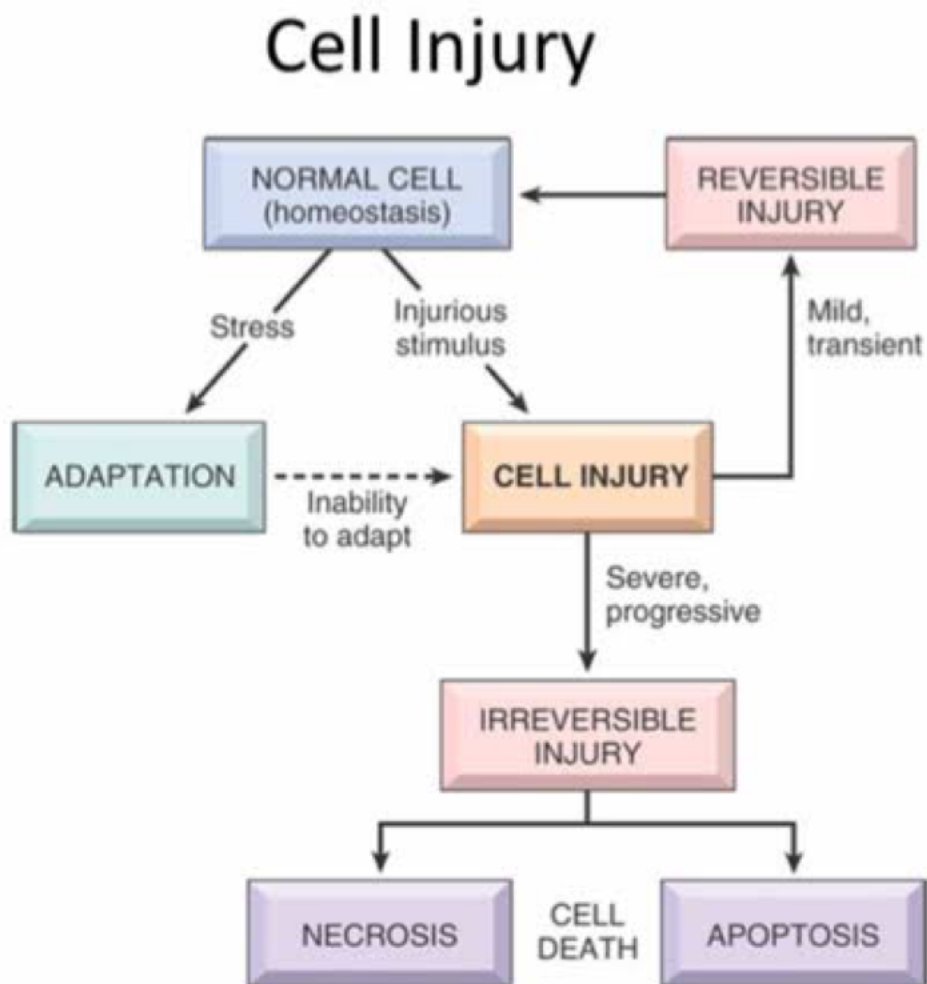 Cell Injury
NORMAL CELL
(homeostasis)
REVERSIBLE
INJURY
Stress
Injurious
stimulus
Mild,
transient
ADAPTATION
Inability
to adapt
CELL INJURY
Severe,
progressive
IRREVERSIBLE
INJURY
NECROSIS
CELL
DEATH
APOPTOSIS